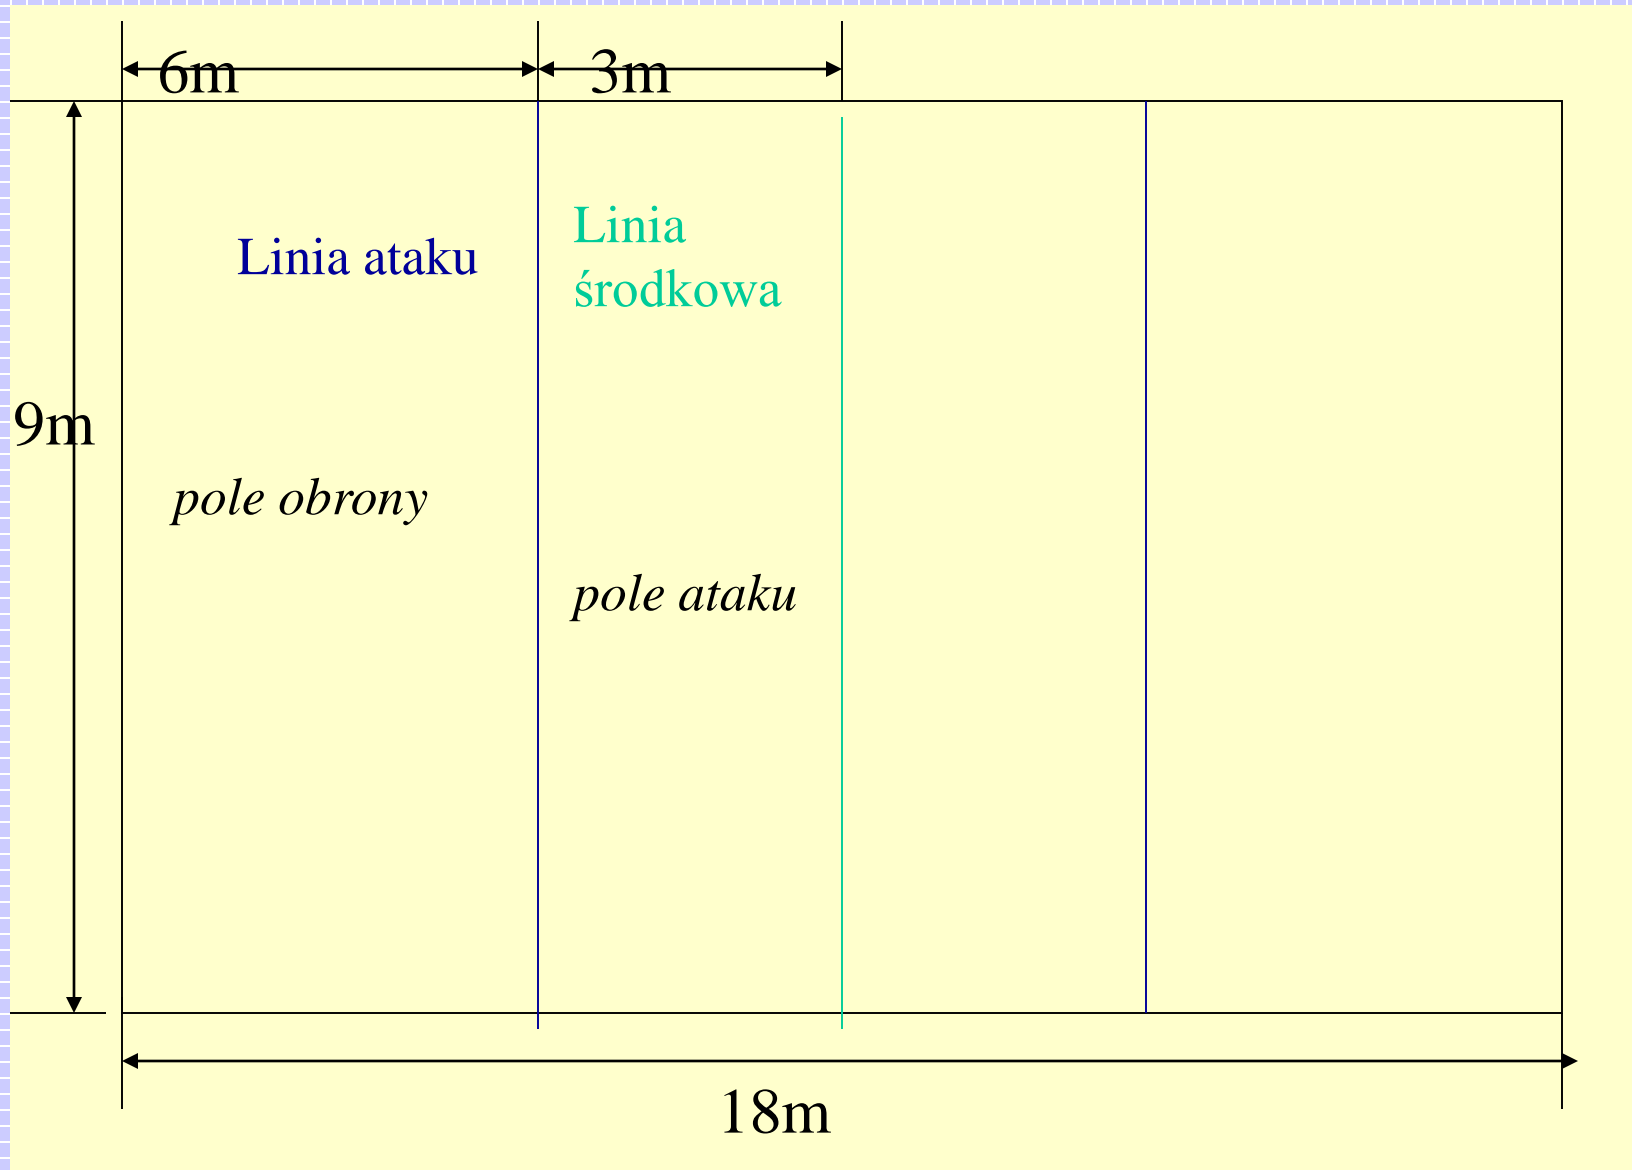 6m
3m
Linia ataku
Linia
środkowa
9m
pole obrony
pole ataku
18m